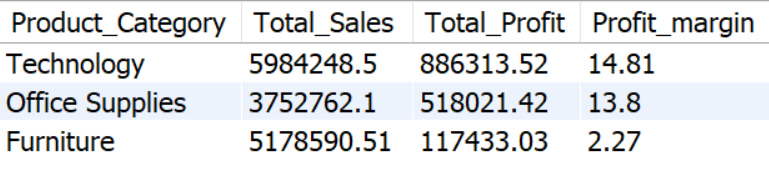 Product_Category Total_Sales Total_Profit Profit_margin
Technology 5984248.5 886313.52 14.81
Office Supplies 3752762.1 518021.42 13.8
Furniture 5178590.51 117433.03 2.27